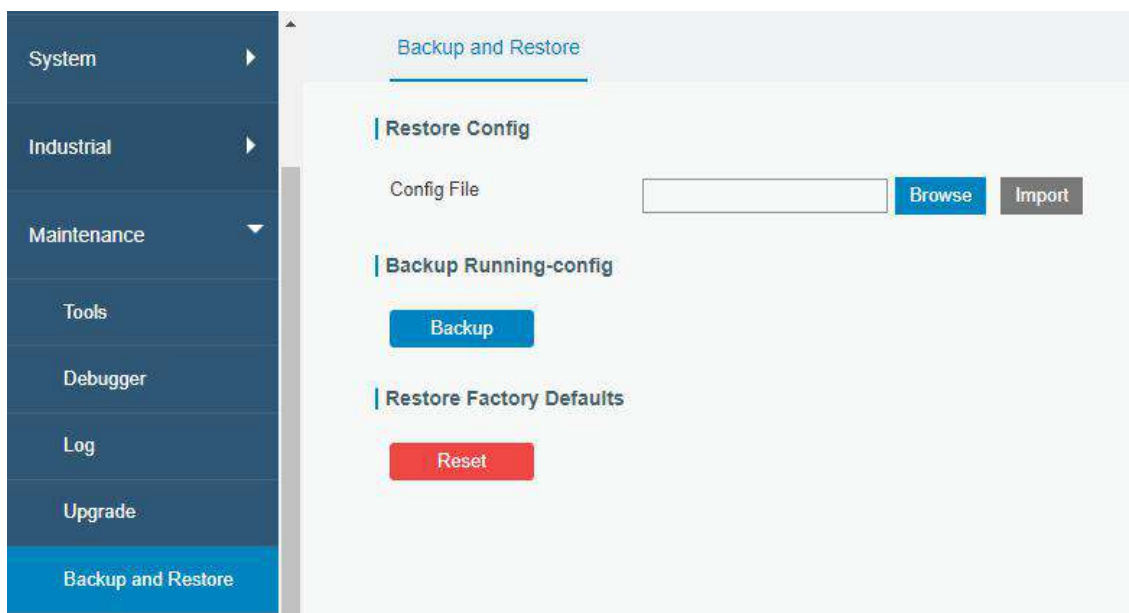 System
Industrial
Maintenance
Tools
Debugger
Log
Upgrade
Backup and Restore
Backup and Restore
Restore Config
Config File
Browse
Import
Backup Running-config
Backup
Restore Factory Defaults
Reset